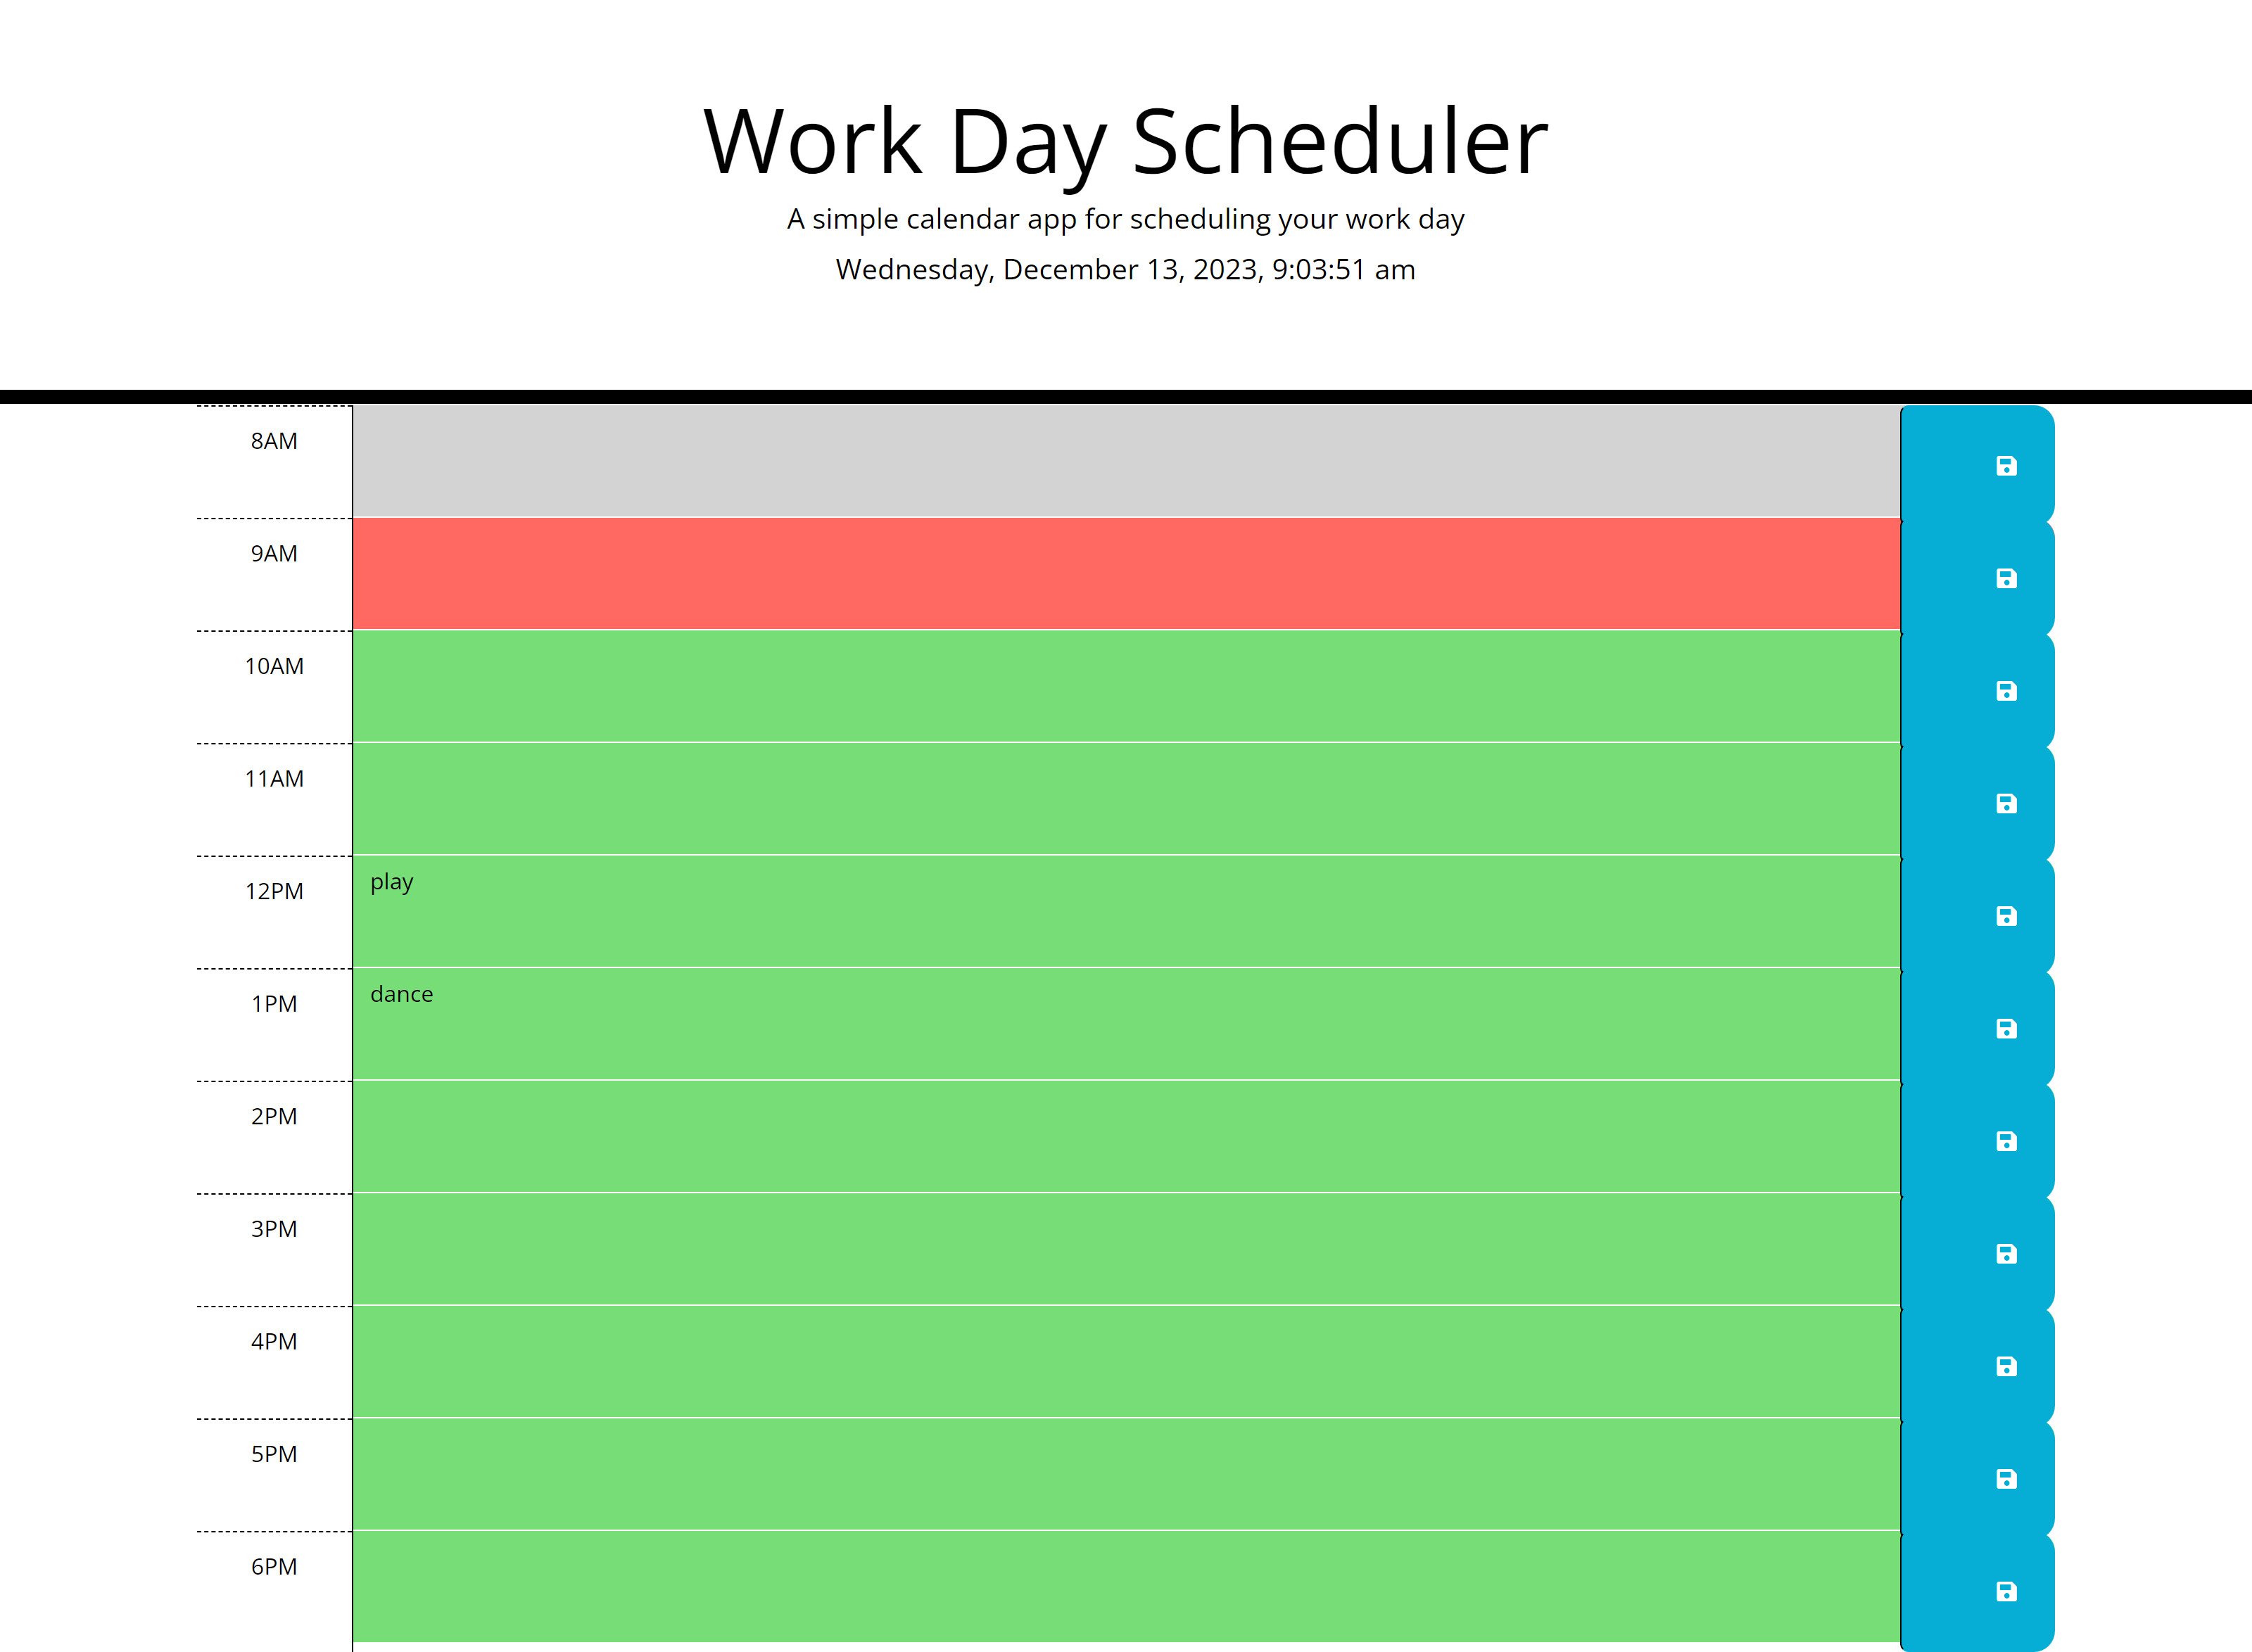 Work Day Scheduler
A simple calendar app for scheduling your work day
Wednesday, December 13, 2023, 9:03:51 am
8AM
9AM
10AM
11AM
12PM play
1PM dance
2PM
3PM
4PM
5PM
6PM